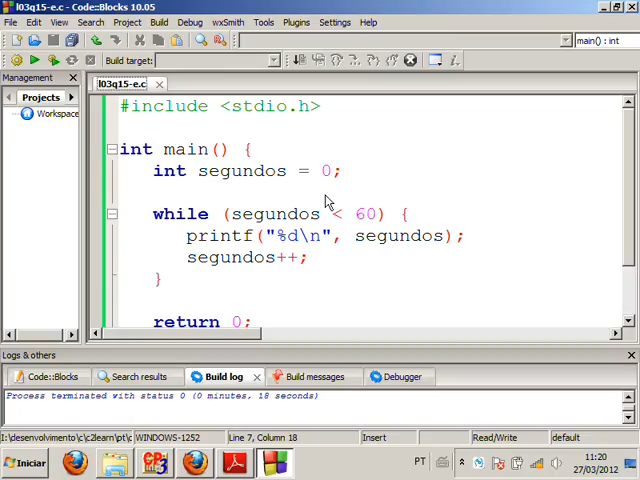 l03q15-e.c - Code::Blocks 10.05
File Edit View Search Project Build Debug wxSmith Tools Plugins Settings Help
main() : int
Build target:
Management
Projects
Workspace
l03q15-e.c
#include <stdio.h>
int main() {
int segundos = 0;
while (segundos < 60) {
printf("%d\n", segundos);
segundos++;
}
return 0;
Logs & others
Code::Blocks Search results Build log Build messages Debugger
Process terminated with status 0 (0 minutes, 18 seconds)
I:\desenvolvimento\c\c2learn\pt\c WINDOWS-1252 Line 7, Column 18 Insert Read/Write default
Iniciar PT 11:20
27/03/2012